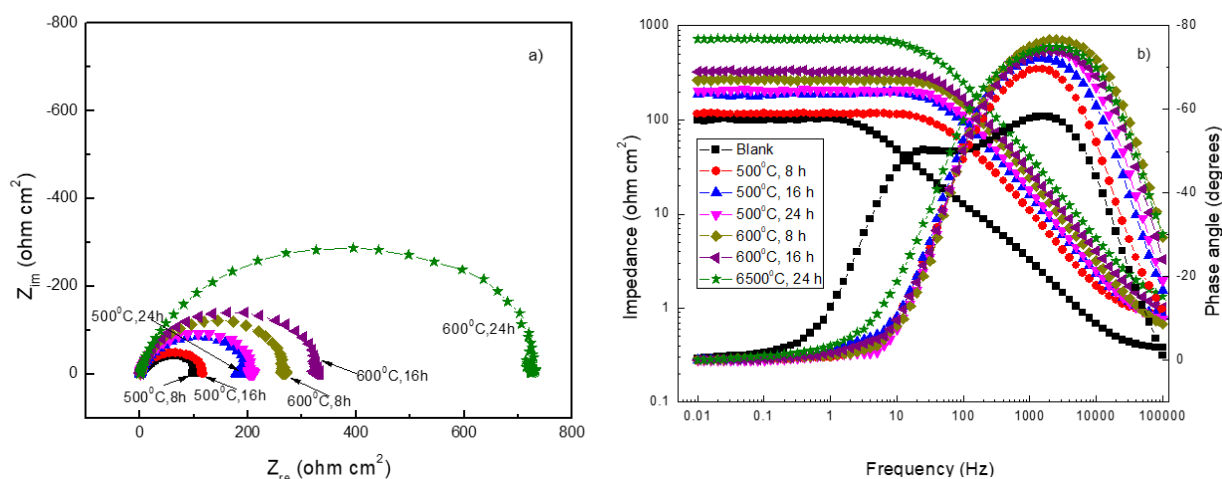 -800
-600
-400
-200
0
0
200
400
600
800
Z_im (ohm cm²)
Z_re (ohm cm²)
a)
500⁰C,24h
600⁰C,24h
600⁰C,16h
500⁰C,8h
500⁰C,16h
600⁰C,8h
1000
100
10
1
0.1
Impedance (ohm cm²)
b)
Blank
500⁰C, 8 h
500⁰C, 16 h
500⁰C, 24 h
600⁰C, 8 h
600⁰C, 16 h
6500⁰C, 24 h
-80
-60
-40
-20
0
Phase angle (degrees)
0.01
0.1
1
10
100
1000
10000
100000
Frequency (Hz)